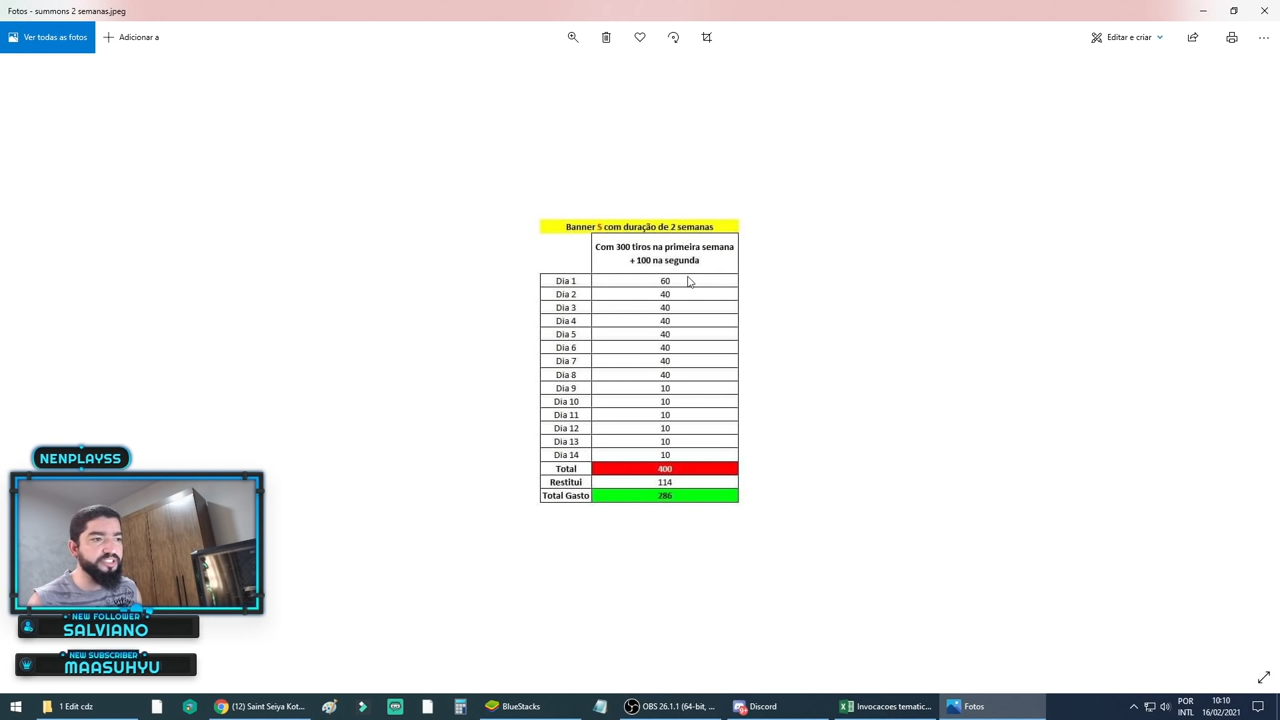 Fotos - summons 2 semanas.jpeg
Ver todas as fotos
Adicionar a
Editar e criar
Banner 5 com duração de 2 semanas
Com 300 tiros na primeira semana
+ 100 na segunda
Dia 1 60
Dia 2 40
Dia 3 40
Dia 4 40
Dia 5 40
Dia 6 40
Dia 7 40
Dia 8 40
Dia 9 10
Dia 10 10
Dia 11 10
Dia 12 10
Dia 13 10
Dia 14 10
Total 400
Restitui 114
Total Gasto 286
NENPLAYSS
NEW FOLLOWER
SALVIANO
NEW SUBSCRIBER
MAASUHYU
1 Edit cdz
(12) Saint Seiya Kot...
BlueStacks
OBS 26.1.1 (64-bit, ...
Discord
Invocacoes tematic...
Fotos
POR
INTL
10:10
16/02/2021